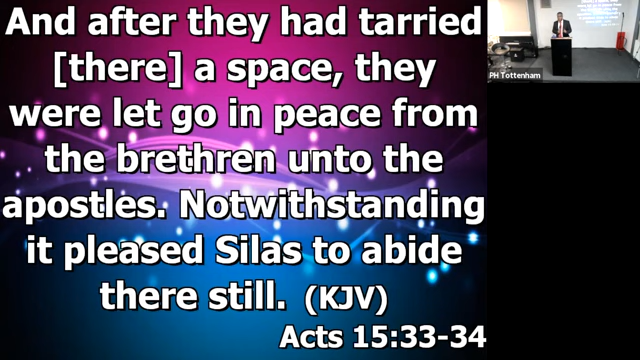 And after they had tarried
[there] a space, they
were let go in peace from
the brethren unto the
apostles. Notwithstanding
it pleased Silas to abide
there still. (KJV)
Acts 15:33-34
PH Tottenham